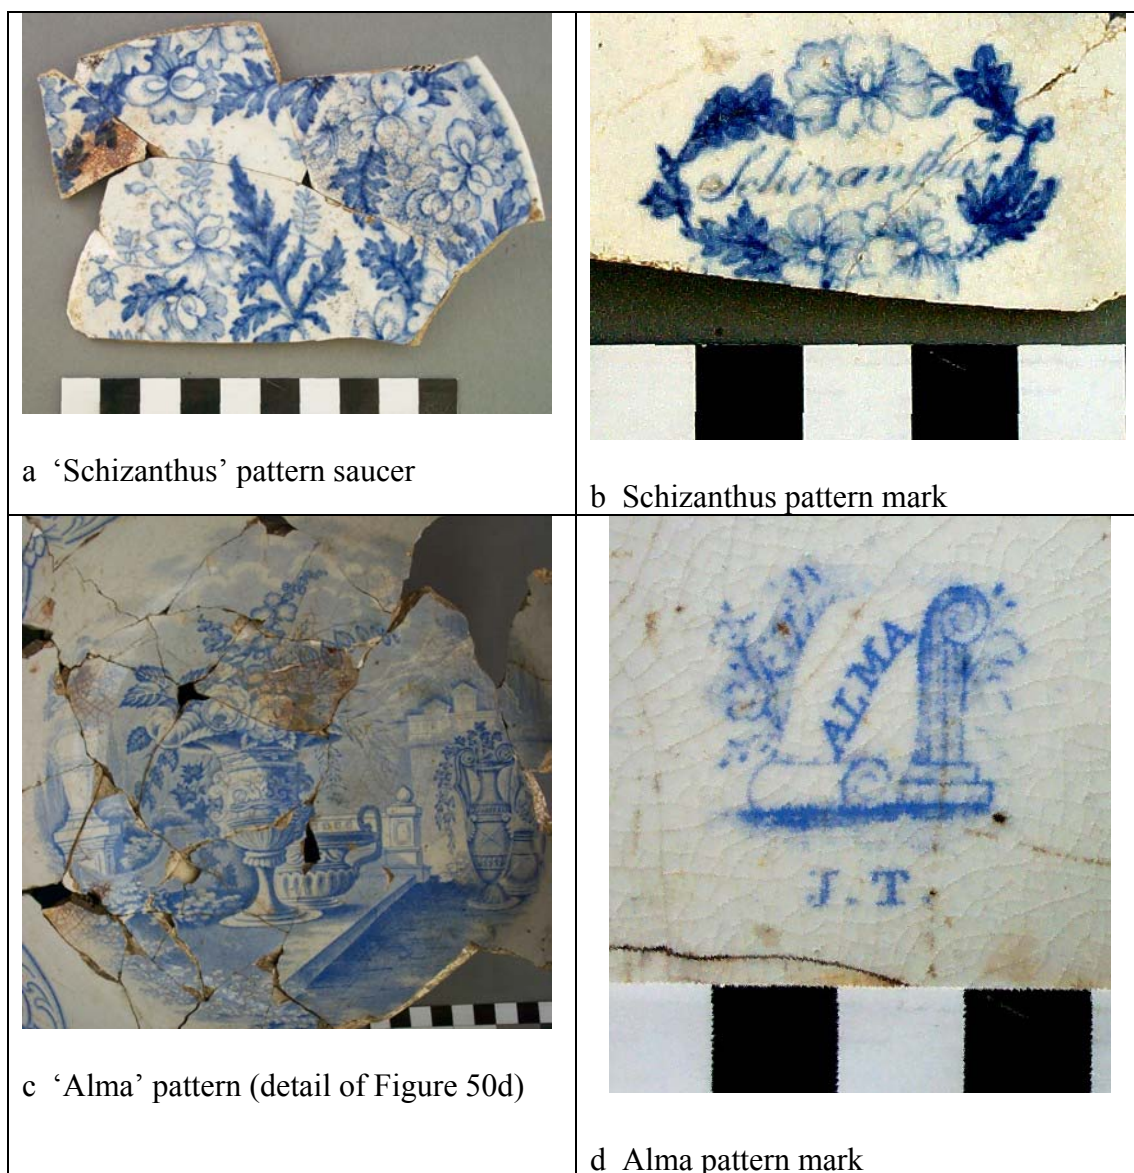 Schizanthus
a ‘Schizanthus’ pattern saucer
b Schizanthus pattern mark
ALMA
J. T.
c ‘Alma’ pattern (detail of Figure 50d)
d Alma pattern mark